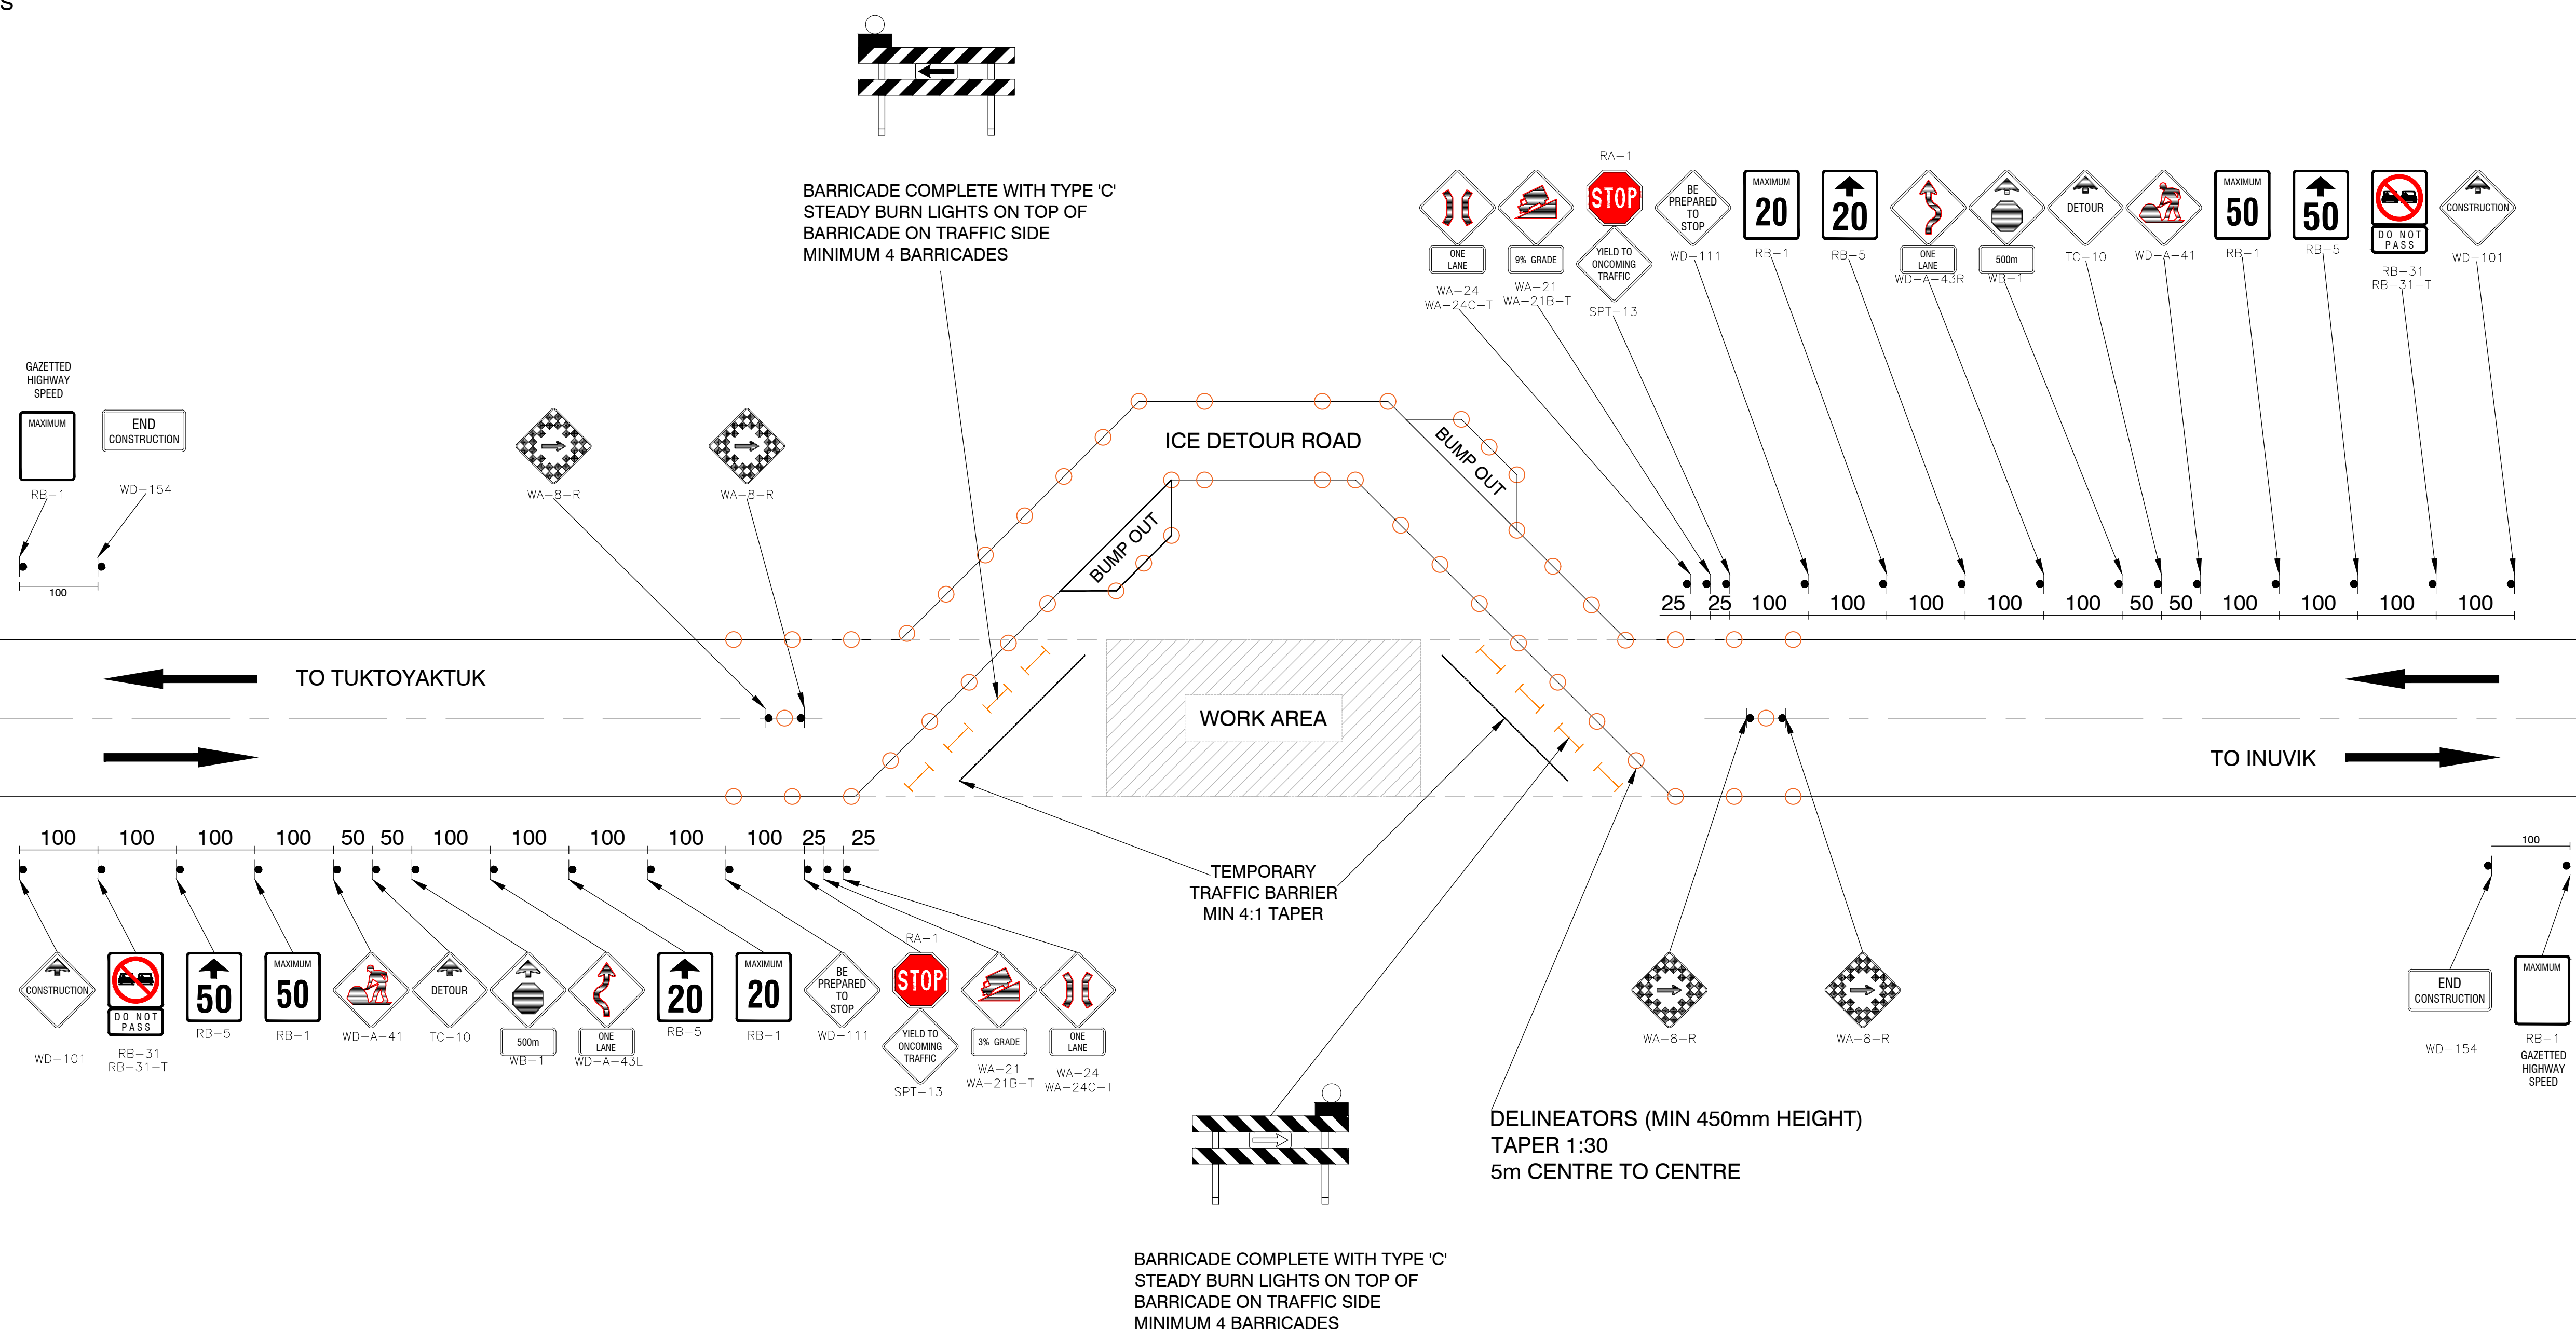 S
BARRICADE COMPLETE WITH TYPE 'C'
STEADY BURN LIGHTS ON TOP OF
BARRICADE ON TRAFFIC SIDE
MINIMUM 4 BARRICADES
ONE
LANE
WA-24
WA-24C-T
9% GRADE
WA-21
WA-21B-T
RA-1
STOP
YIELD TO
ONCOMING
TRAFFIC
SPT-13
BE
PREPARED
TO
STOP
WD-111
MAXIMUM
20
RB-1
20
RB-5
ONE
LANE
WD-A-43R
500m
WB-1
DETOUR
TC-10
WD-A-41
MAXIMUM
50
RB-1
50
RB-5
DO NOT
PASS
RB-31
RB-31-T
CONSTRUCTION
WD-101
GAZETTED
HIGHWAY
SPEED
MAXIMUM
RB-1
END
CONSTRUCTION
WD-154
100
WA-8-R
WA-8-R
ICE DETOUR ROAD
BUMP OUT
BUMP OUT
25 25 100 100 100 100 100 50 50 100 100 100 100
TO TUKTOYAKTUK
WORK AREA
TO INUVIK
100 100 100 100 50 50 100 100 100 100 100 25 25
100
TEMPORARY
TRAFFIC BARRIER
MIN 4:1 TAPER
CONSTRUCTION
WD-101
DO NOT
PASS
RB-31
RB-31-T
50
RB-5
MAXIMUM
50
RB-1
WD-A-41
DETOUR
TC-10
500m
WB-1
ONE
LANE
WD-A-43L
20
RB-5
MAXIMUM
20
RB-1
BE
PREPARED
TO
STOP
WD-111
RA-1
STOP
YIELD TO
ONCOMING
TRAFFIC
SPT-13
3% GRADE
WA-21
WA-21B-T
ONE
LANE
WA-24
WA-24C-T
WA-8-R
WA-8-R
END
CONSTRUCTION
WD-154
MAXIMUM
RB-1
GAZETTED
HIGHWAY
SPEED
DELINEATORS (MIN 450mm HEIGHT)
TAPER 1:30
5m CENTRE TO CENTRE
BARRICADE COMPLETE WITH TYPE 'C'
STEADY BURN LIGHTS ON TOP OF
BARRICADE ON TRAFFIC SIDE
MINIMUM 4 BARRICADES